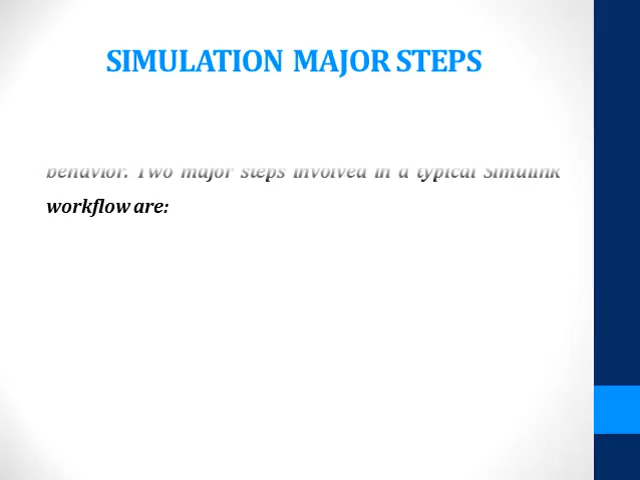 SIMULATION MAJOR STEPS
behavior. Two major steps involved in a typical Simulink
workflow are: